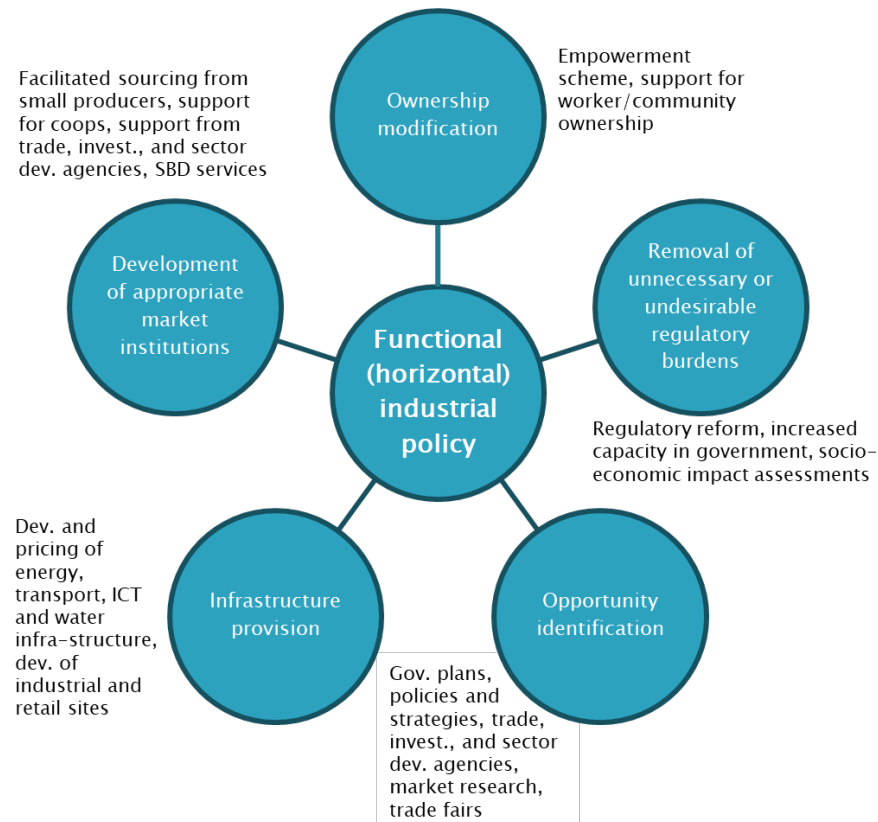 Facilitated sourcing from
small producers, support
for coops, support from
trade, invest., and sector
dev. agencies, SBD services
Ownership
modification
Empowerment
scheme, support for
worker/community
ownership
Development
of appropriate
market
institutions
Removal of
unnecessary or
undesirable
regulatory
burdens
Functional
(horizontal)
industrial
policy
Regulatory reform, increased
capacity in government, socio-
economic impact assessments
Dev. and
pricing of
energy,
transport, ICT
and water
infra-structure,
dev. of
industrial and
retail sites
Infrastructure
provision
Opportunity
identification
Gov. plans,
policies and
strategies, trade,
invest., and sector
dev. agencies,
market research,
trade fairs